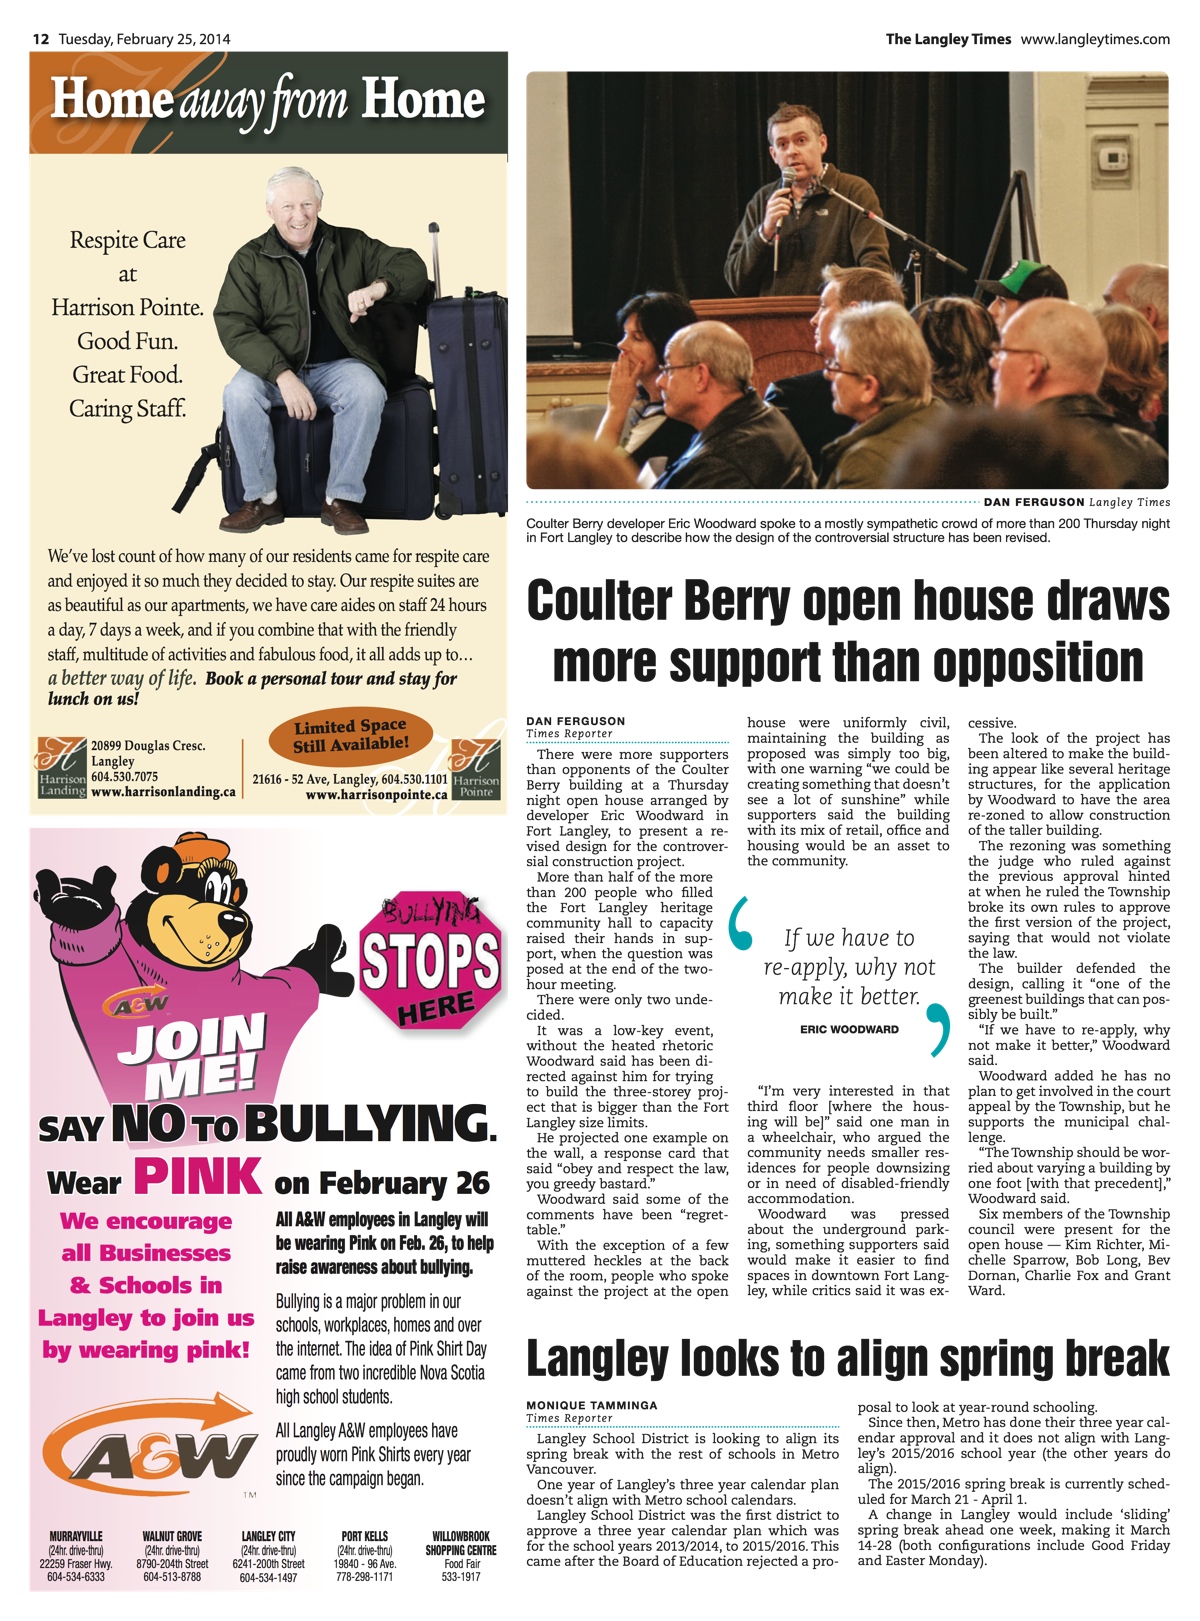 12 Tuesday, February 25, 2014
The Langley Times www.langleytimes.com
Home away from Home
Respite Care
at
Harrison Pointe.
Good Fun.
Great Food.
Caring Staff.
We've lost count of how many of our residents came for respite care
and enjoyed it so much they decided to stay. Our respite suites are
as beautiful as our apartments, we have care aides on staff 24 hours
a day, 7 days a week, and if you combine that with the friendly
staff, multitude of activities and fabulous food, it all adds up to…
a better way of life. Book a personal tour and stay for
lunch on us!
Limited Space
Still Available!
Harrison
Landing
20899 Douglas Cresc.
Langley
604.530.7075
www.harrisonlanding.ca
21616 - 52 Ave, Langley, 604.530.1101
www.harrisonpointe.ca
Harrison
Pointe
BULLYING
STOPS
HERE
A&W
JOIN
ME!
SAY NO TO BULLYING.
Wear PINK on February 26
We encourage
all Businesses
& Schools in
Langley to join us
by wearing pink!
All A&W employees in Langley will
be wearing Pink on Feb. 26, to help
raise awareness about bullying.
Bullying is a major problem in our
schools, workplaces, homes and over
the internet. The idea of Pink Shirt Day
came from two incredible Nova Scotia
high school students.
All Langley A&W employees have
proudly worn Pink Shirts every year
since the campaign began.
A&W
TM
MURRAYVILLE
(24hr. drive-thru)
22259 Fraser Hwy.
604-534-6333
WALNUT GROVE
(24hr. drive-thru)
8790-204th Street
604-513-8788
LANGLEY CITY
(24hr. drive-thru)
6241-200th Street
604-534-1497
PORT KELLS
(24hr. drive-thru)
19840 - 96 Ave.
778-298-1171
WILLOWBROOK
SHOPPING CENTRE
Food Fair
533-1917
DAN FERGUSON Langley Times
Coulter Berry developer Eric Woodward spoke to a mostly sympathetic crowd of more than 200 Thursday night
in Fort Langley to describe how the design of the controversial structure has been revised.
Coulter Berry open house draws
more support than opposition
DAN FERGUSON
Times Reporter
There were more supporters
than opponents of the Coulter
Berry building at a Thursday
night open house arranged by
developer Eric Woodward in
Fort Langley, to present a re-
vised design for the controver-
sial construction project.
More than half of the more
than 200 people who filled
the Fort Langley heritage
community hall to capacity
raised their hands in sup-
port, when the question was
posed at the end of the two-
hour meeting.
There were only two unde-
cided.
It was a low-key event,
without the heated rhetoric
Woodward said has been di-
rected against him for trying
to build the three-storey proj-
ect that is bigger than the Fort
Langley size limits.
He projected one example on
the wall, a response card that
said "obey and respect the law,
you greedy bastard."
Woodward said some of the
comments have been "regret-
table."
With the exception of a few
muttered heckles at the back
of the room, people who spoke
against the project at the open
house were uniformly civil,
maintaining the building as
proposed was simply too big,
with one warning "we could be
creating something that doesn't
see a lot of sunshine" while
supporters said the building
with its mix of retail, office and
housing would be an asset to
the community.
‘ If we have to
re-apply, why not
make it better. ’
ERIC WOODWARD
"I'm very interested in that
third floor [where the hous-
ing will be]" said one man in
a wheelchair, who argued the
community needs smaller res-
idences for people downsizing
or in need of disabled-friendly
accommodation.
Woodward was pressed
about the underground park-
ing, something supporters said
would make it easier to find
spaces in downtown Fort Lang-
ley, while critics said it was ex-
cessive.
The look of the project has
been altered to make the build-
ing appear like several heritage
structures, for the application
by Woodward to have the area
re-zoned to allow construction
of the taller building.
The rezoning was something
the judge who ruled against
the previous approval hinted
at when he ruled the Township
broke its own rules to approve
the first version of the project,
saying that would not violate
the law.
The builder defended the
design, calling it "one of the
greenest buildings that can pos-
sibly be built."
"If we have to re-apply, why
not make it better," Woodward
said.
Woodward added he has no
plan to get involved in the court
appeal by the Township, but he
supports the municipal chal-
lenge.
"The Township should be wor-
ried about varying a building by
one foot [with that precedent],"
Woodward said.
Six members of the Township
council were present for the
open house — Kim Richter, Mi-
chelle Sparrow, Bob Long, Bev
Dornan, Charlie Fox and Grant
Ward.
Langley looks to align spring break
MONIQUE TAMMINGA
Times Reporter
Langley School District is looking to align its
spring break with the rest of schools in Metro
Vancouver.
One year of Langley's three year calendar plan
doesn't align with Metro school calendars.
Langley School District was the first district to
approve a three year calendar plan which was
for the school years 2013/2014, to 2015/2016. This
came after the Board of Education rejected a pro-
posal to look at year-round schooling.
Since then, Metro has done their three year cal-
endar approval and it does not align with Lang-
ley's 2015/2016 school year (the other years do
align).
The 2015/2016 spring break is currently sched-
uled for March 21 - April 1.
A change in Langley would include 'sliding'
spring break ahead one week, making it March
14-28 (both configurations include Good Friday
and Easter Monday).